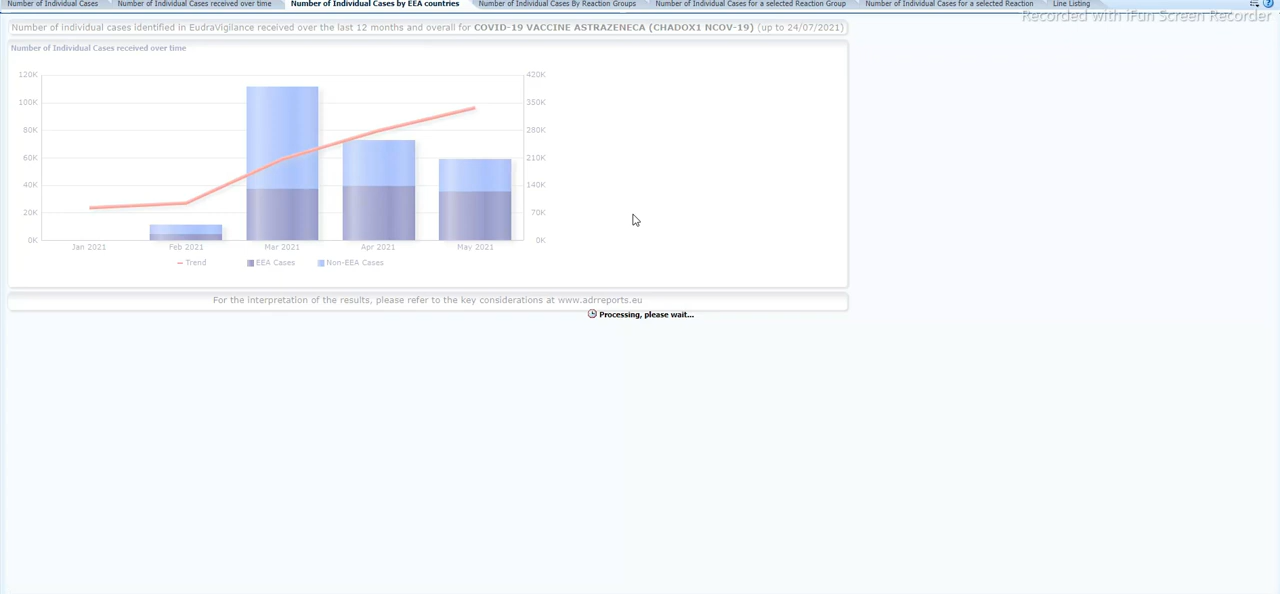 Number of Individual Cases Number of Individual Cases received over time Number of Individual Cases by EEA countries Number of Individual Cases By Reaction Groups Number of Individual Cases for a selected Reaction Group Number of Individual Cases for a selected Reaction Line Listing
Recorded with iFun Screen Recorder
Number of individual cases identified in EudraVigilance received over the last 12 months and overall for COVID-19 VACCINE ASTRAZENECA (CHADOX1 NCOV-19) (up to 24/07/2021)
Number of Individual Cases received over time
120K 420K
100K 350K
80K 280K
60K 210K
40K 140K
20K 70K
0K 0K
Jan 2021 Feb 2021 Mar 2021 Apr 2021 May 2021
Trend EEA Cases Non-EEA Cases
For the interpretation of the results, please refer to the key considerations at www.adrreports.eu
Processing, please wait...